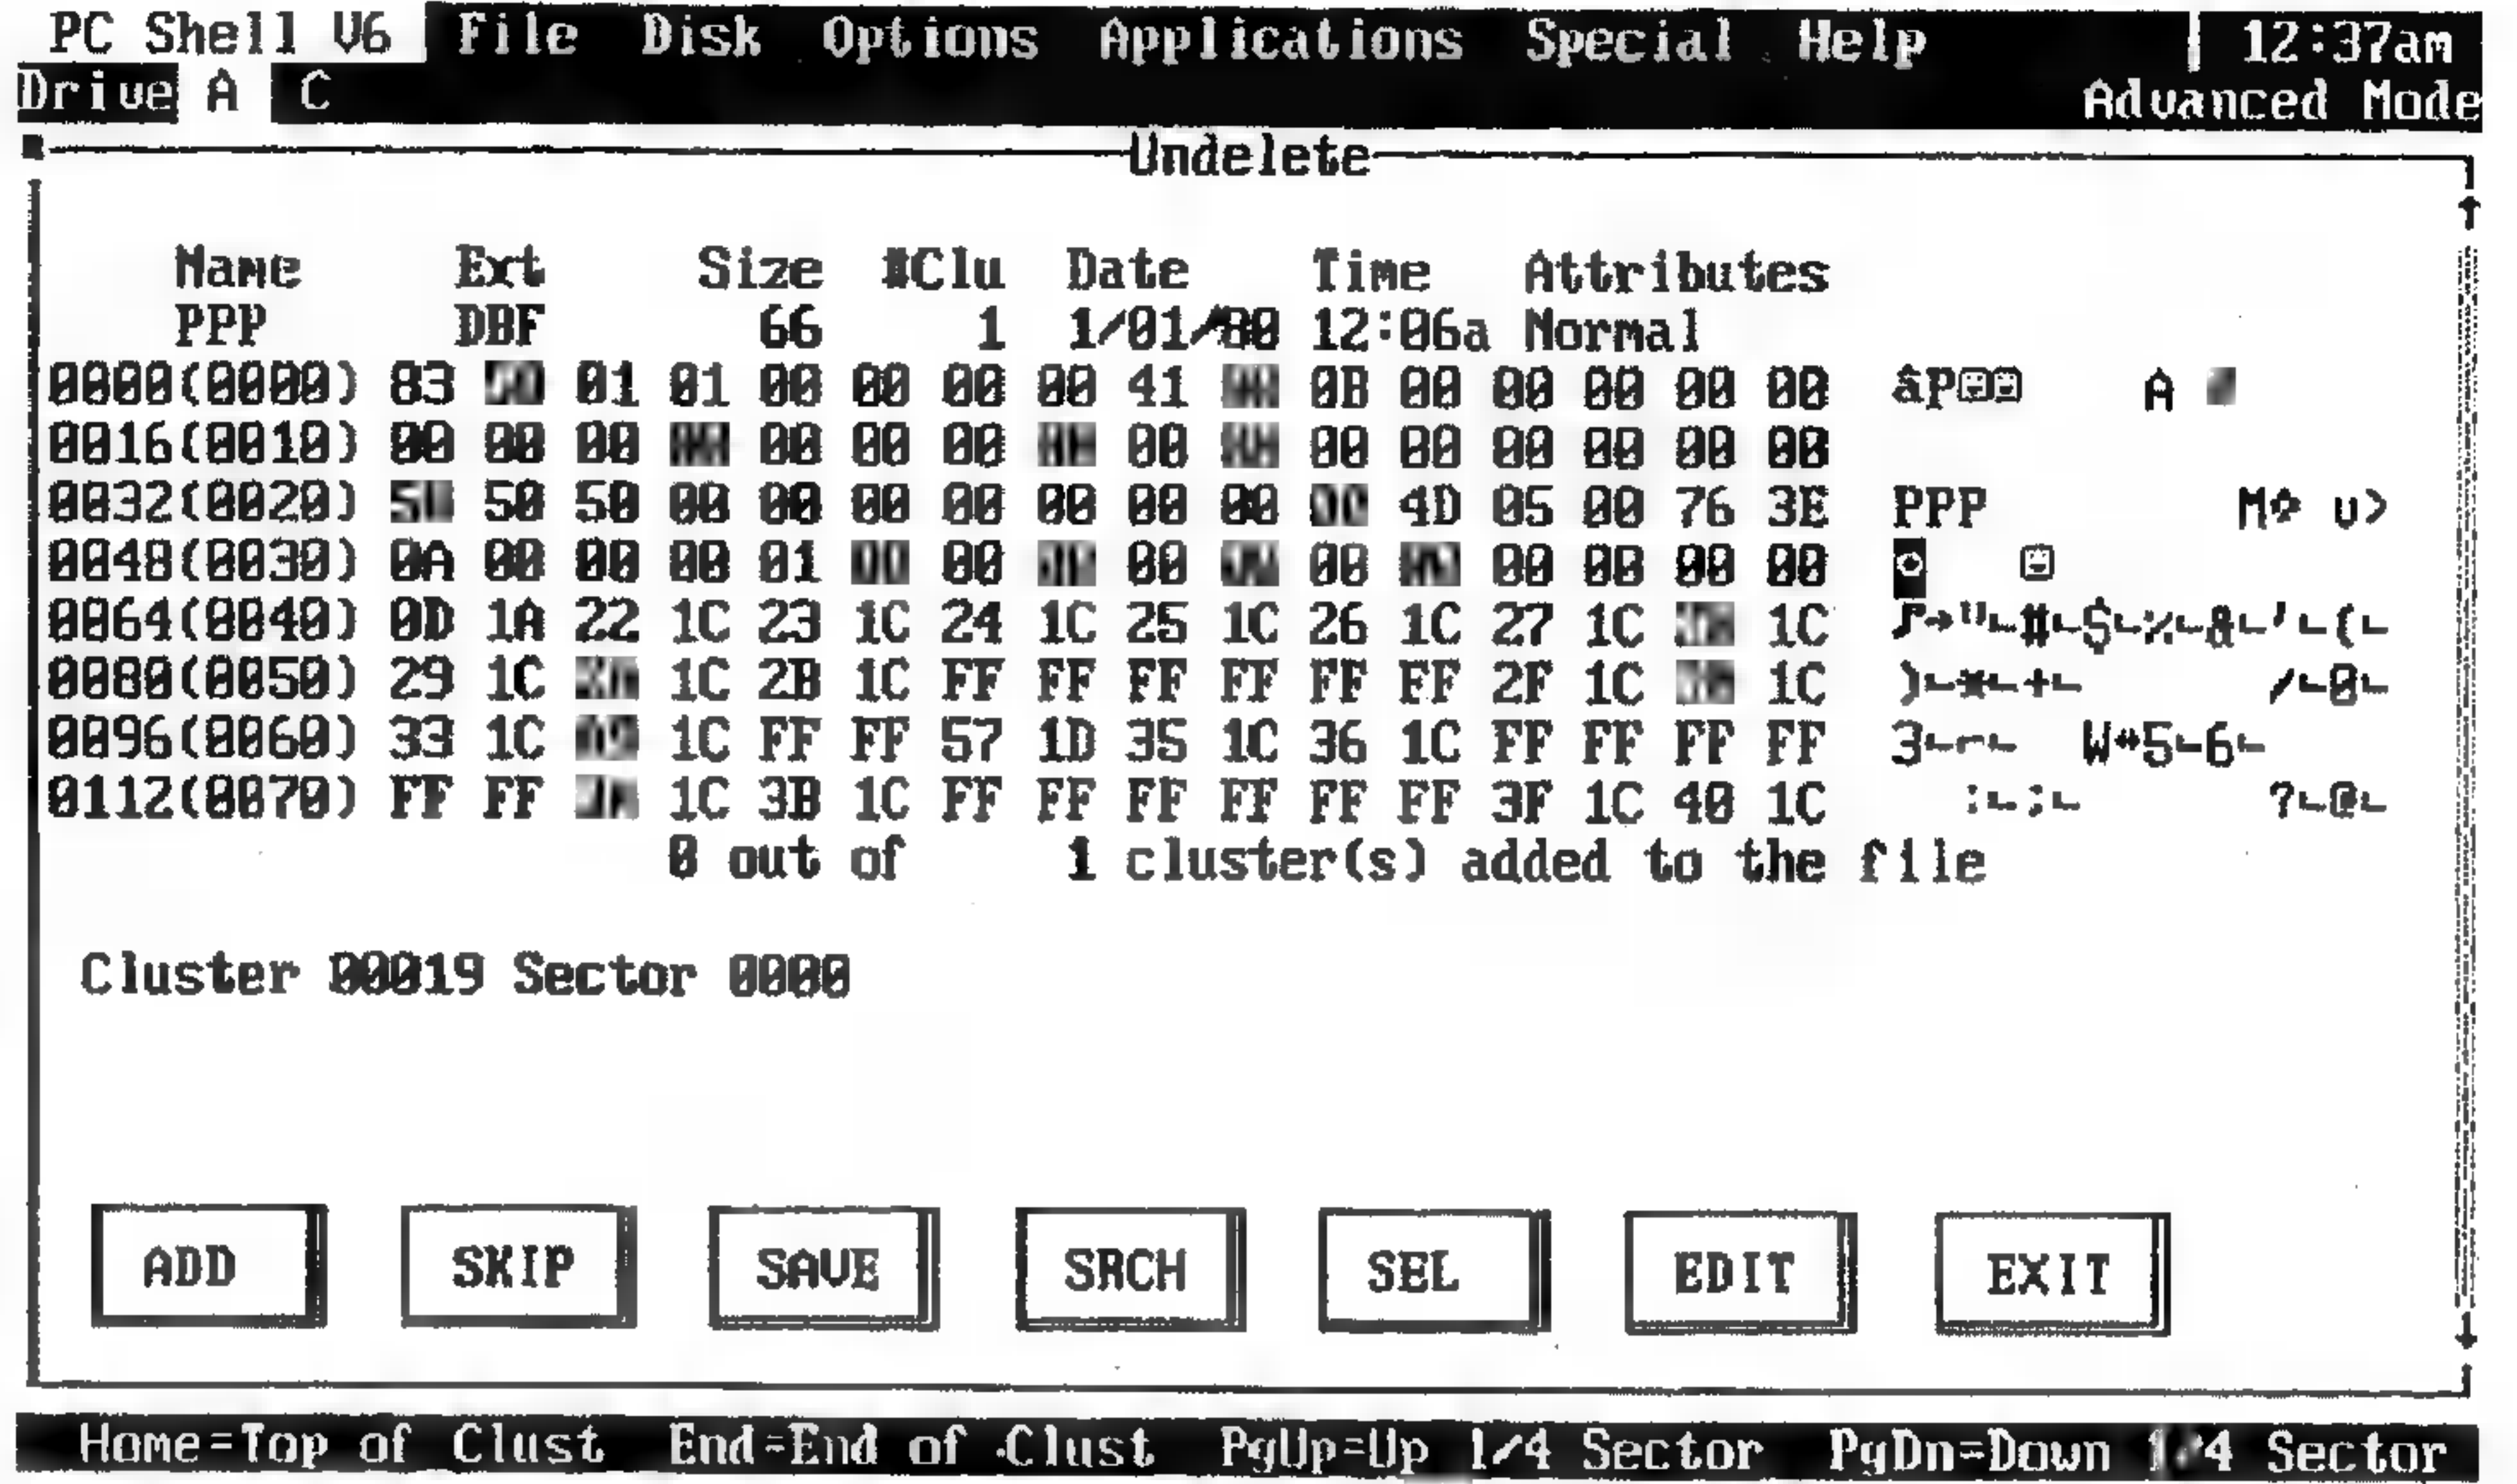 PC Shell V6 File Disk Options Applications Special Help 12:37am
Drive A C Advanced Mode
Undelete
Name Ext Size #Clu Date Time Attributes
PPP DBF 66 1 1/01/80 12:06a Normal
0000(0000) 83 01 01 00 00 00 00 41 0B 00 00 00 00 00 âP☺☺ A
0016(0010) 00 00 00 00 00 00 00 00 00 00 00 00 00
0032(0020) 50 50 00 00 00 00 00 00 00 00 4D 05 00 76 3E PPP M♣ v>
0048(0030) 0A 00 00 00 01 00 00 00 00 00 00 00 00 ◙ ☺
0064(0040) 0D 1A 22 1C 23 1C 24 1C 25 1C 26 1C 27 1C 1C ♪→"∟#∟$∟%∟&∟'∟(∟
0080(0050) 29 1C 1C 2B 1C FF FF FF FF FF FF 2F 1C 1C )∟*∟+∟ /∟0∟
0096(0060) 33 1C 1C FF FF 57 1D 35 1C 36 1C FF FF FF FF 3∟⌐∟ W↔5∟6∟
0112(0070) FF FF 1C 3B 1C FF FF FF FF FF FF 3F 1C 40 1C :∟;∟ ?∟@∟
0 out of 1 cluster(s) added to the file
Cluster 00019 Sector 0000
ADD SKIP SAVE SRCH SEL EDIT EXIT
Home=Top of Clust End=End of Clust PgUp=Up 1/4 Sector PgDn=Down 1/4 Sector